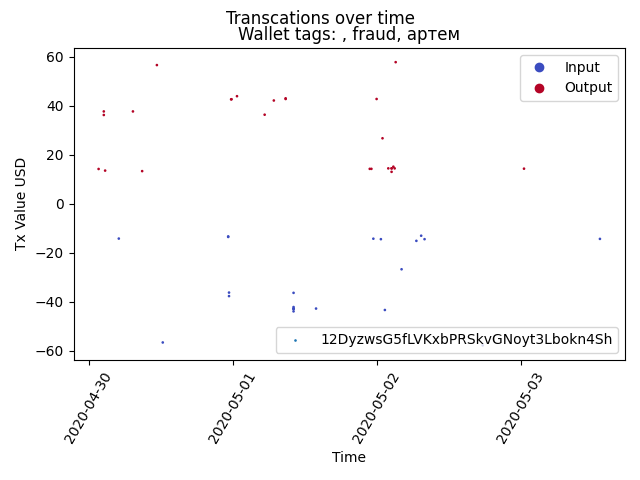 Transcations over time
Wallet tags: , fraud, артем
Input
Output
60
40
20
0
−20
−40
−60
Tx Value USD
12DyzwsG5fLVKxbPRSkvGNoyt3Lbokn4Sh
2020-04-30
2020-05-01
2020-05-02
2020-05-03
Time